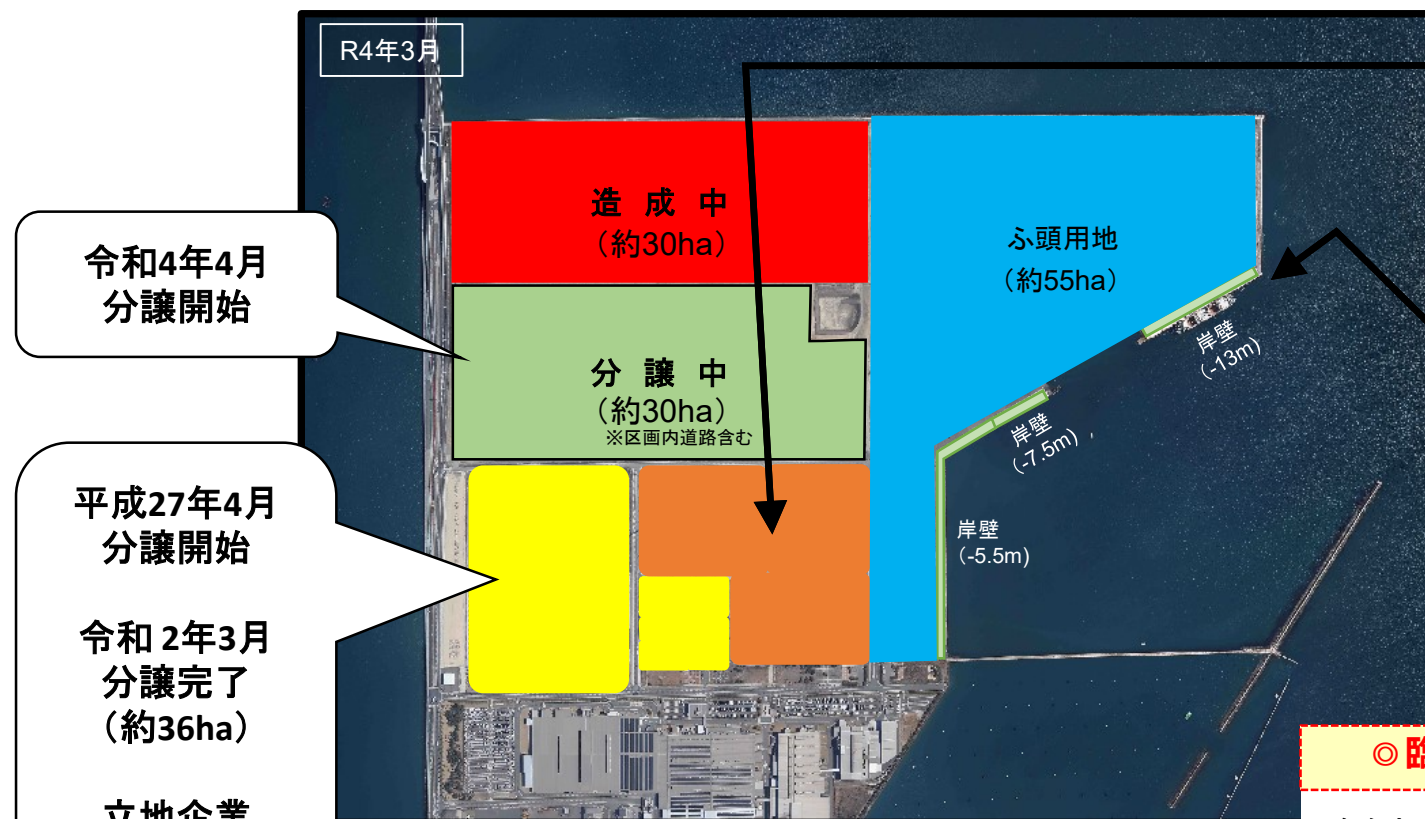 R4年3月
造 成 中
（約30ha）
ふ頭用地
（約55ha）
令和4年4月
分譲開始
岸壁
(-13m)
分 譲 中
（約30ha）
※区画内道路含む
岸壁
(-7.5m)
平成27年4月
分譲開始
岸壁
(-5.5m)
令和 2年3月
分譲完了
（約36ha）
◎臨
立地企業